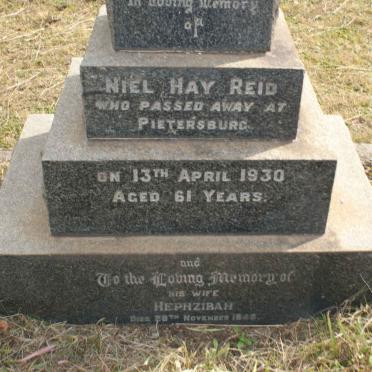 In Loving Memory
of
NIEL HAY REID
WHO PASSED AWAY AT
PIETERSBURG
ON 13TH APRIL 1930
AGED 61 YEARS.
and
To the Loving Memory of
HIS WIFE
HEPHZIBAH
DIED 28TH NOVEMBER